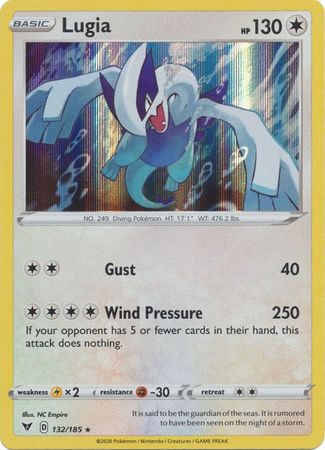 BASIC Lugia HP 130
NO. 249 Diving Pokémon HT: 17'1" WT: 476.2 lbs.
Gust 40
Wind Pressure 250
If your opponent has 5 or fewer cards in their hand, this
attack does nothing.
weakness ×2 resistance -30 retreat
Illus. NC Empire
D 132/185 ★
It is said to be the guardian of the seas. It is rumored
to have been seen on the night of a storm.
©2020 Pokémon / Nintendo / Creatures / GAME FREAK